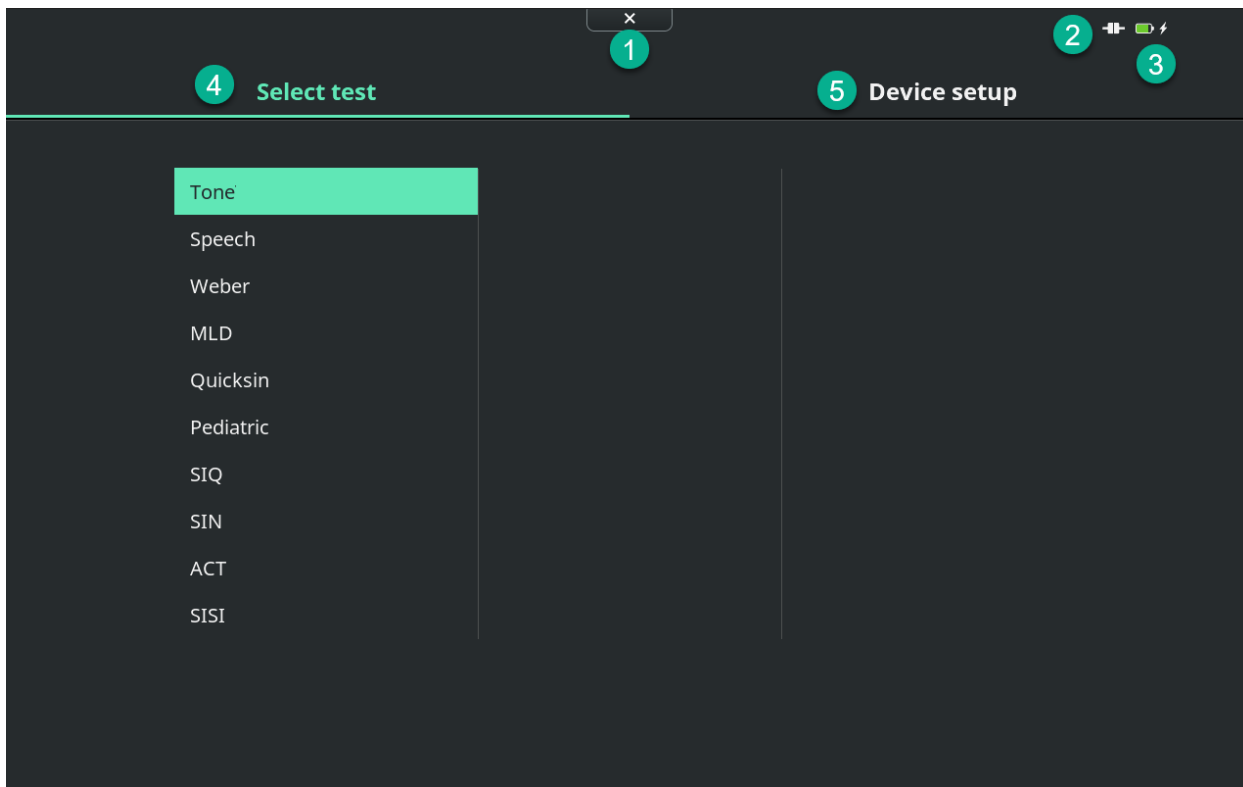 ×
1
2
3
4 Select test
5 Device setup
Tone
Speech
Weber
MLD
Quicksin
Pediatric
SIQ
SIN
ACT
SISI